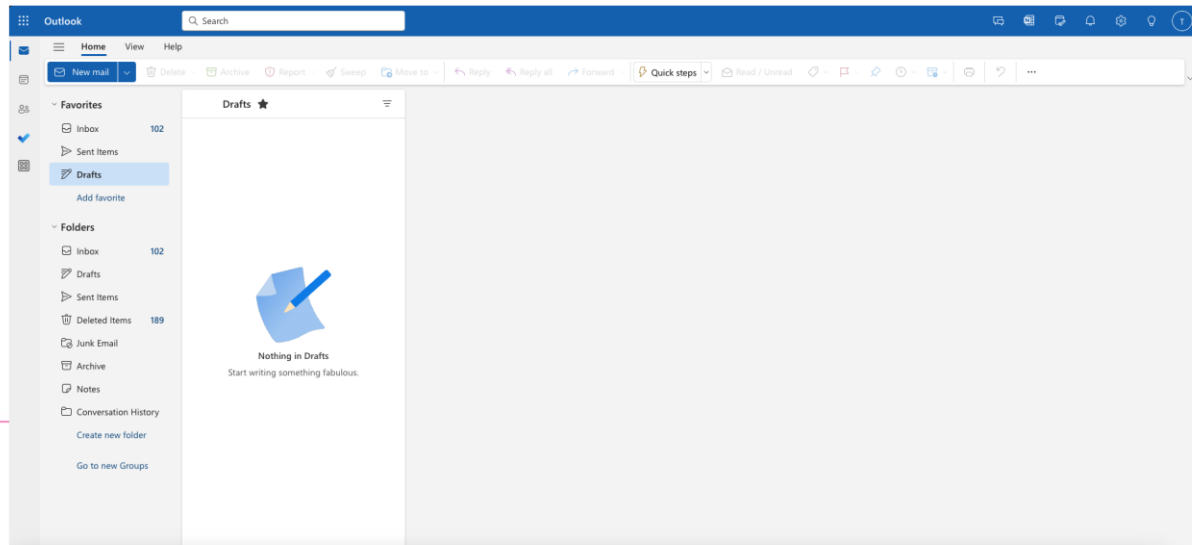 Outlook
Search
T
Home View Help
New mail Delete Archive Report Sweep Move to Reply Reply all Forward Quick steps Read / Unread ...
Favorites
Inbox 102
Sent Items
Drafts
Add favorite
Folders
Inbox 102
Drafts
Sent Items
Deleted Items 189
Junk Email
Archive
Notes
Conversation History
Create new folder
Go to new Groups
Drafts
Nothing in Drafts
Start writing something fabulous.